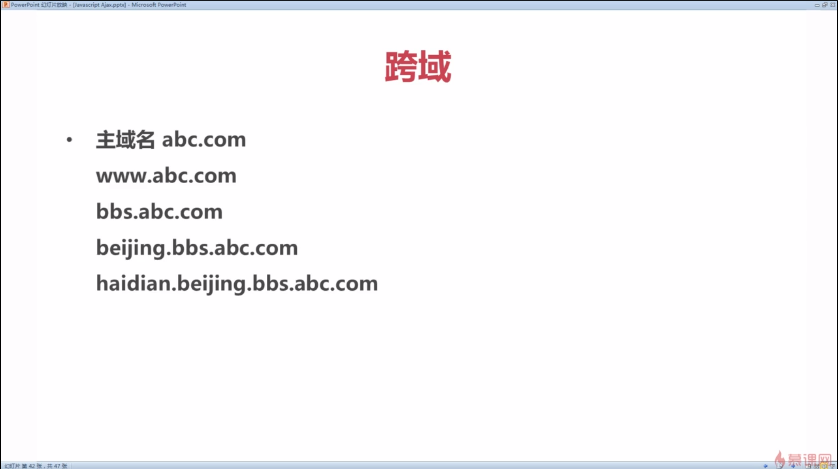 PowerPoint 幻灯片放映 - [Javascript Ajax.pptx] - Microsoft PowerPoint
跨域
• 主域名 abc.com
www.abc.com
bbs.abc.com
beijing.bbs.abc.com
haidian.beijing.bbs.abc.com
幻灯片 第 42 张，共 47 张
慕课网